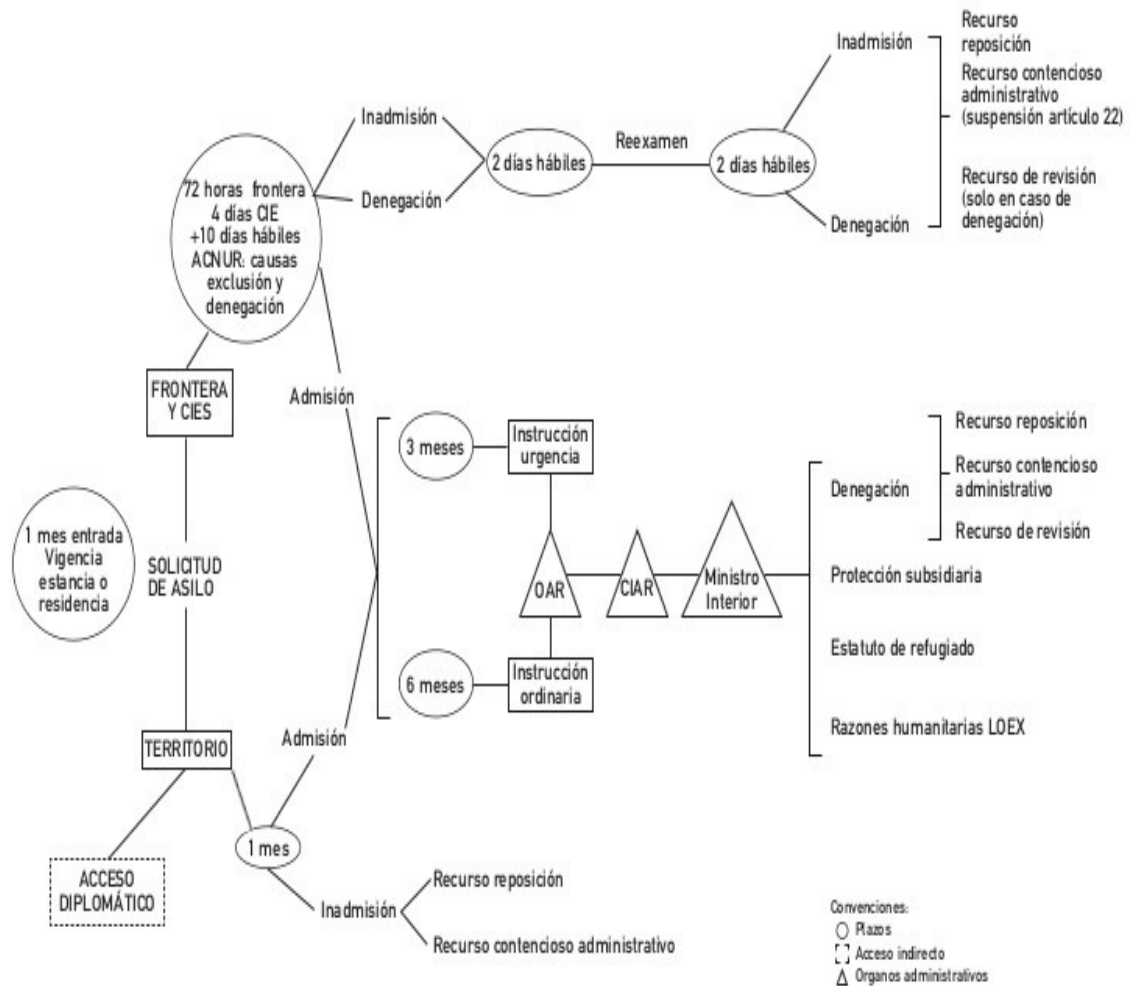 Inadmisión
Recurso
reposición
Recurso contencioso
administrativo
(suspensión artículo 22)
Recurso de revisión
(solo en caso de
denegación)
Inadmisión
2 días hábiles
Reexamen
2 días hábiles
Denegación
Denegación
72 horas frontera
4 días CIE
+10 días hábiles
ACNUR: causas
exclusión y
denegación
FRONTERA
Y CIES
Admisión
3 meses
Instrucción
urgencia
Recurso reposición
Denegación
Recurso contencioso
administrativo
Recurso de revisión
1 mes entrada
Vigencia
estancia o
residencia
SOLICITUD
DE ASILO
OAR
CIAR
Ministro
Interior
Protección subsidiaria
Estatuto de refugiado
6 meses
Instrucción
ordinaria
Razones humanitarias LOEX
TERRITORIO
Admisión
1 mes
ACCESO
DIPLOMÁTICO
Inadmisión
Recurso reposición
Recurso contencioso administrativo
Convenciones:
Plazos
Acceso indirecto
Organos administrativos